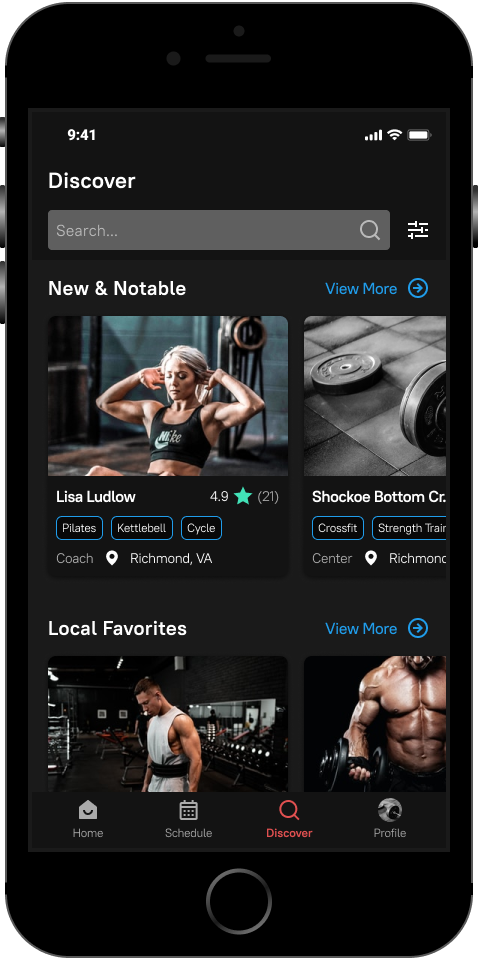 9:41
Discover
Search...
New & Notable
View More
Nike
Lisa Ludlow
4.9 (21)
Pilates
Kettlebell
Cycle
Coach
Richmond, VA
Shockoe Bottom Cr.
Crossfit
Strength Train
Center
Richmond
Local Favorites
View More
Home
Schedule
Discover
Profile